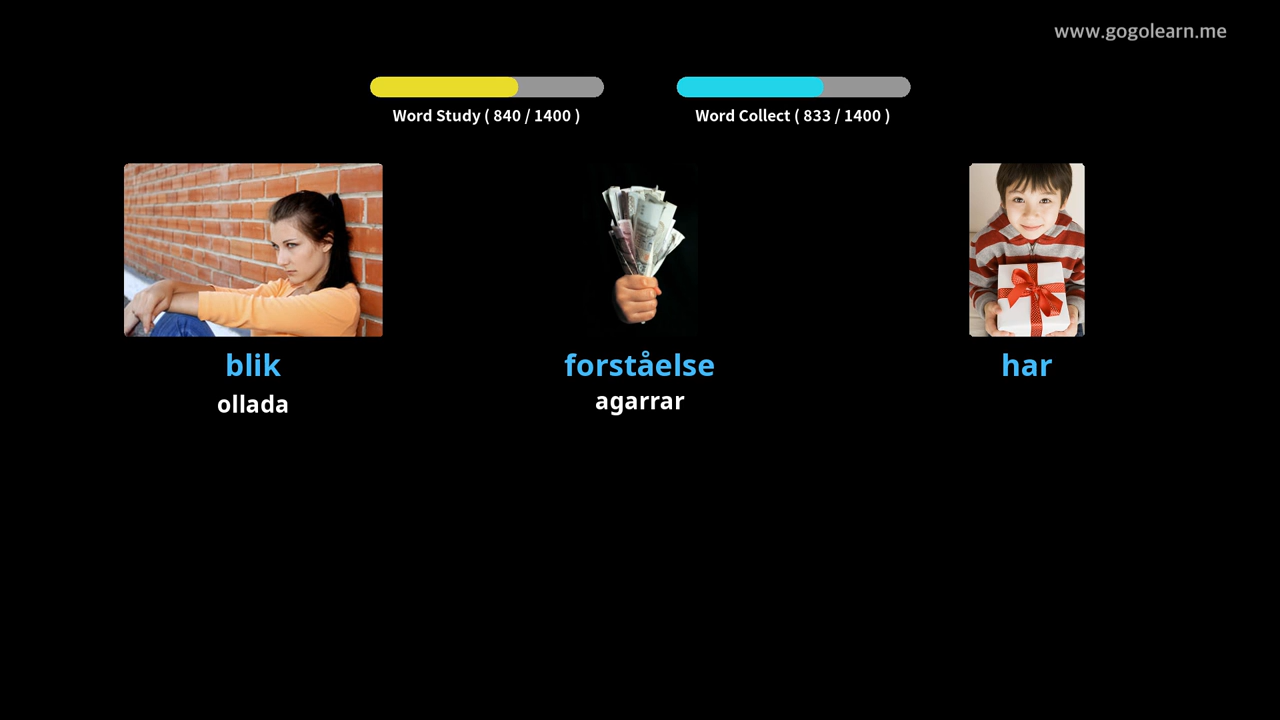 www.gogolearn.me
Word Study ( 840 / 1400 )
Word Collect ( 833 / 1400 )
blik
forståelse
har
ollada
agarrar